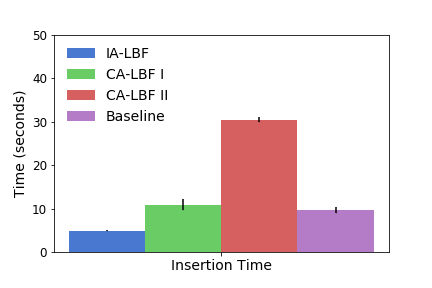 50
40
30
20
10
0
Time (seconds)
IA-LBF
CA-LBF I
CA-LBF II
Baseline
Insertion Time